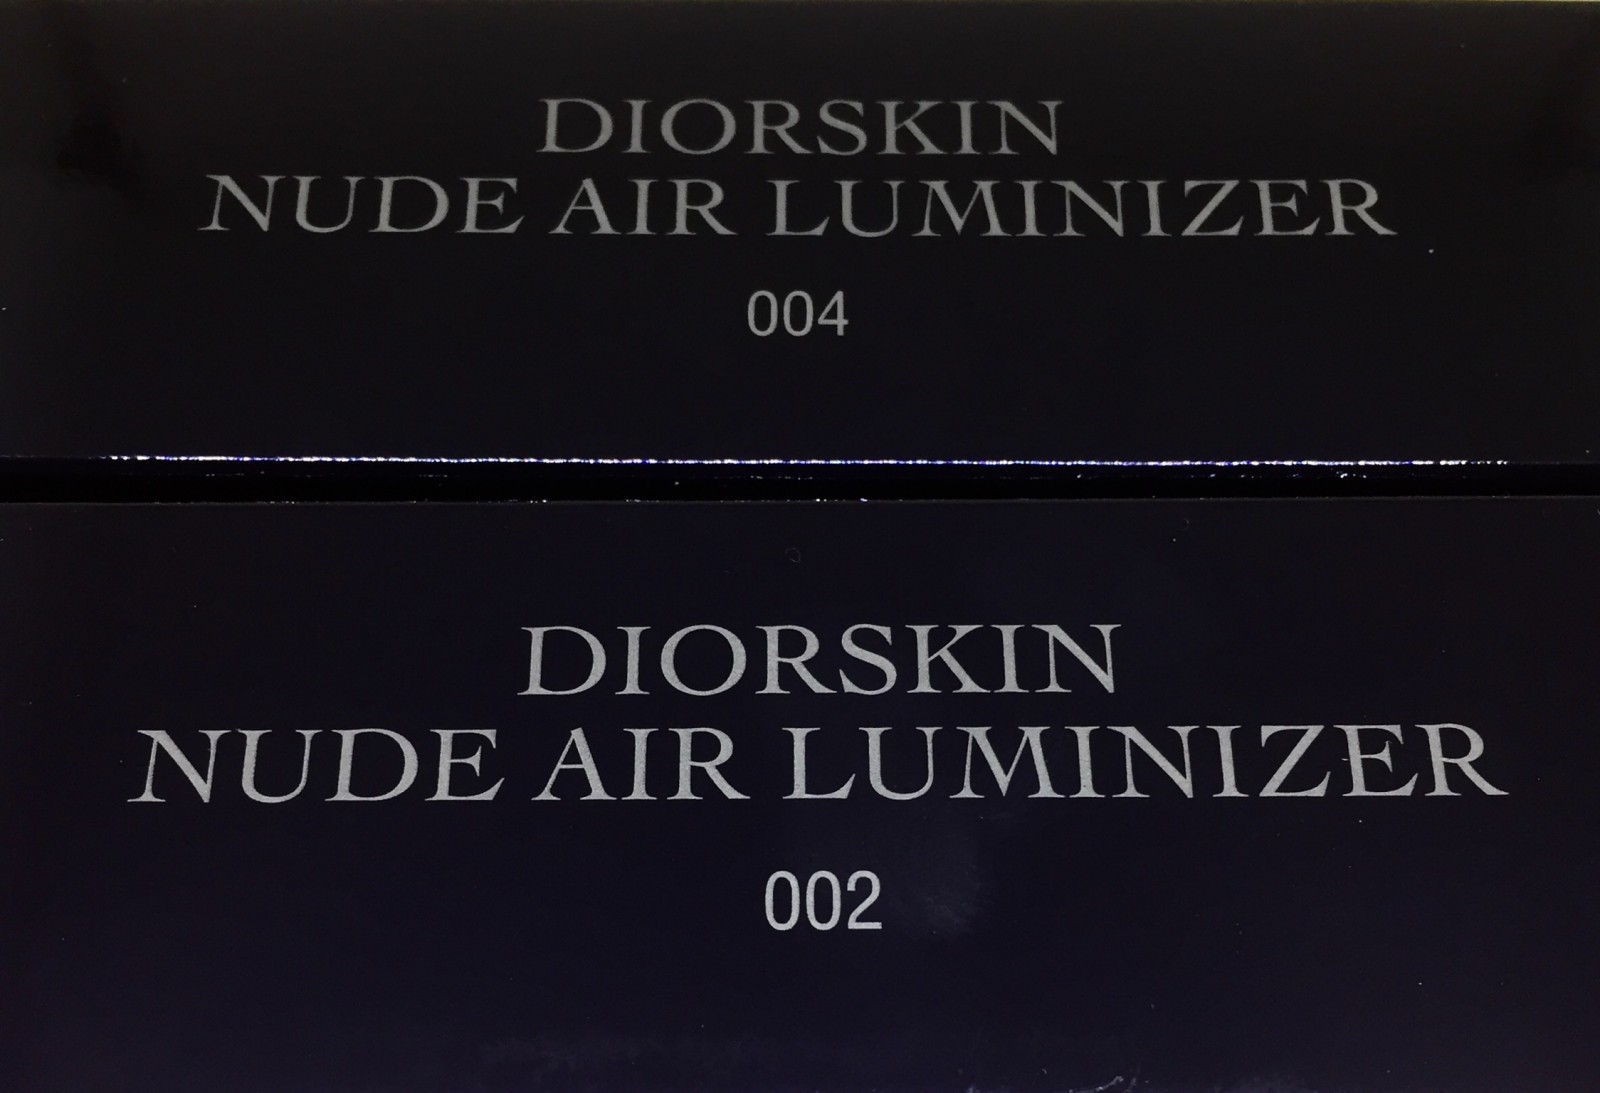 DIORSKIN
NUDE AIR LUMINIZER
004
DIORSKIN
NUDE AIR LUMINIZER
002